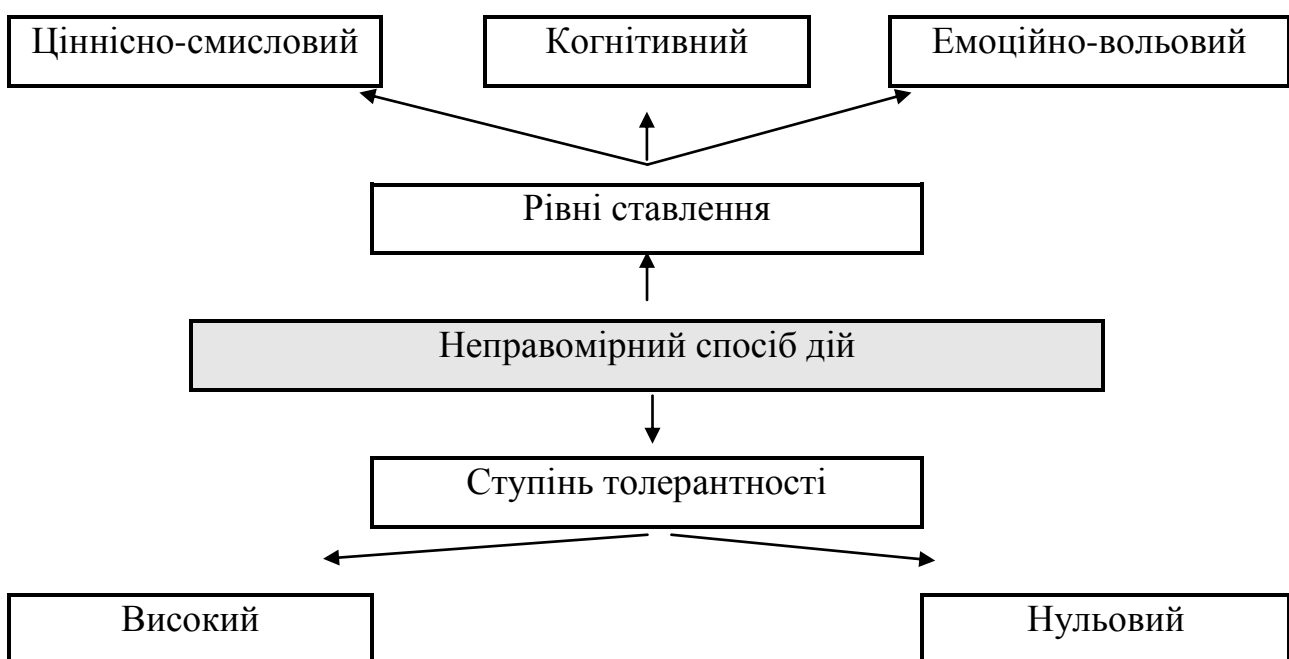 Ціннісно-смисловий
Когнітивний
Емоційно-вольовий
Рівні ставлення
Неправомірний спосіб дій
Ступінь толерантності
Високий
Нульовий